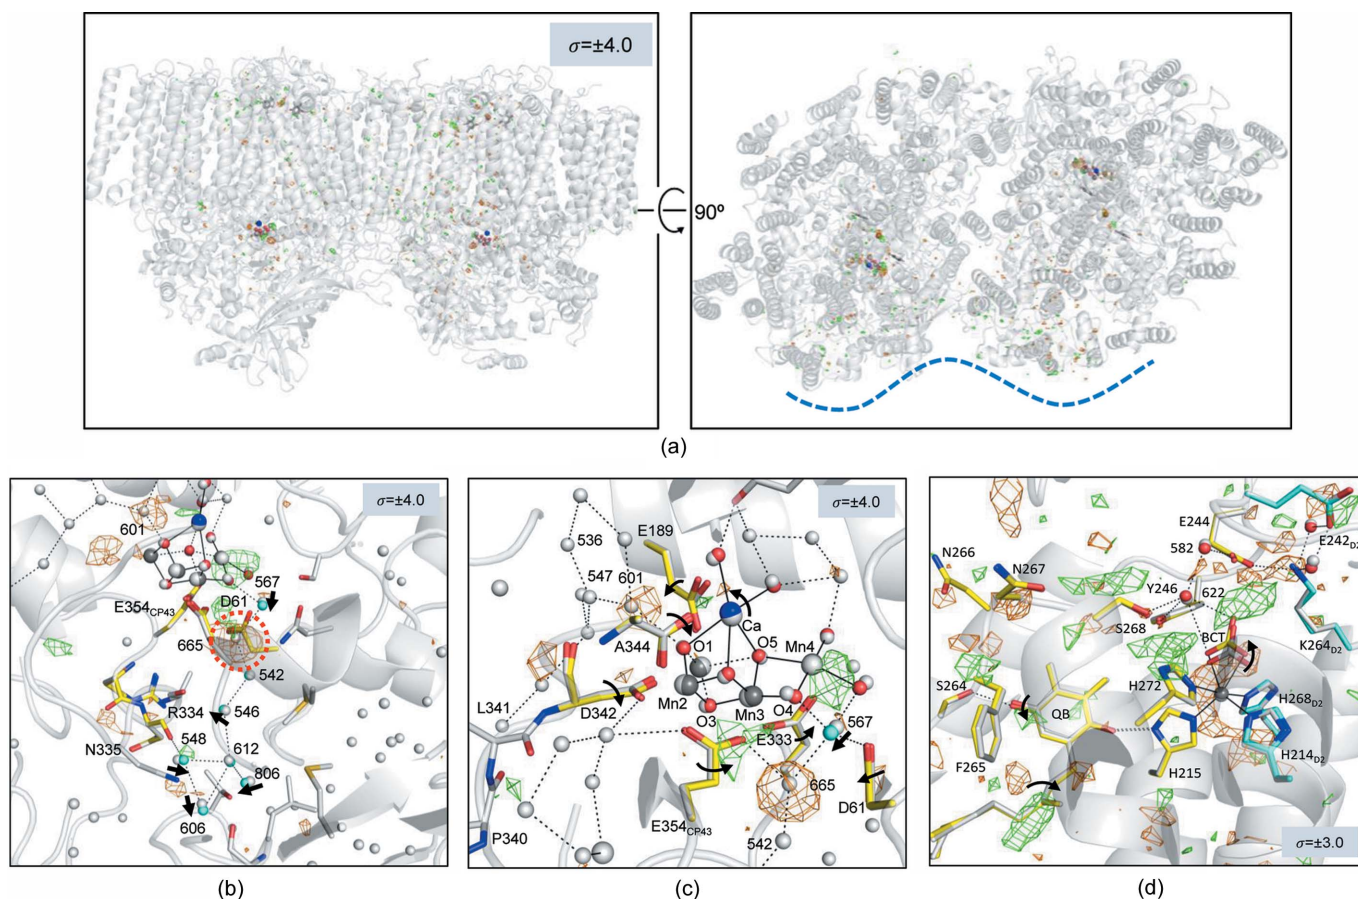 σ=±4.0
90º
(a)
σ=±4.0
601
567
E354CP43
D61
665
542
R334
546
N335
548
612
806
606
(b)
σ=±4.0
536
E189
547
601
Ca
A344
O1
O5
Mn4
L341
Mn2
D342
O3
Mn3
O4
567
E333
665
D61
P340
E354CP43
542
(c)
E244
N266
582
E242D2
N267
Y246
622
S268
BCT
K264D2
S264
H272
QB
H268D2
F265
H215
H214D2
σ=±3.0
(d)